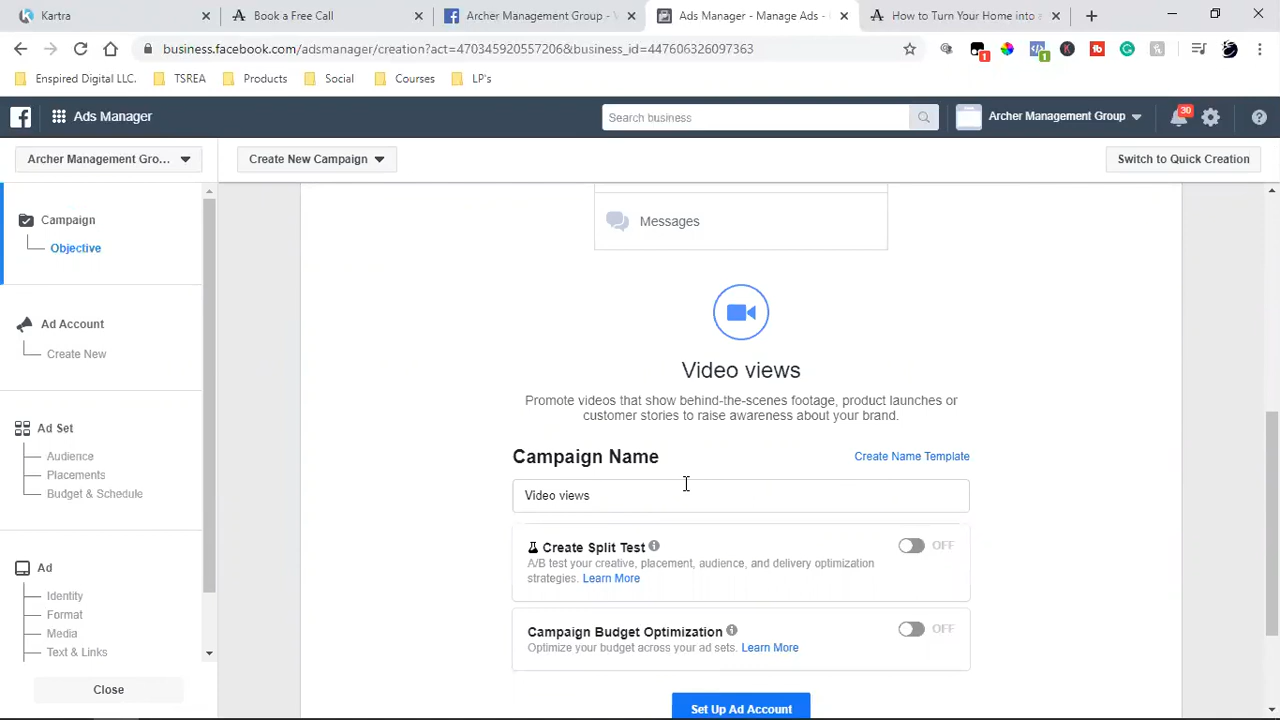 Kartra
Book a Free Call
Archer Management Group -
Ads Manager - Manage Ads -
How to Turn Your Home into
business.facebook.com/adsmanager/creation?act=470345920557206&business_id=447606326097363
1
1
Enspired Digital LLC.
TSREA
Products
Social
Courses
LP's
Ads Manager
Search business
Archer Management Group
30
Archer Management Gro...
Create New Campaign
Switch to Quick Creation
Campaign
Objective
Ad Account
Create New
Ad Set
Audience
Placements
Budget & Schedule
Ad
Identity
Format
Media
Text & Links
Close
Messages
Video views
Promote videos that show behind-the-scenes footage, product launches or
customer stories to raise awareness about your brand.
Campaign Name
Create Name Template
Video views
Create Split Test
OFF
A/B test your creative, placement, audience, and delivery optimization
strategies. Learn More
Campaign Budget Optimization
OFF
Optimize your budget across your ad sets. Learn More
Set Up Ad Account